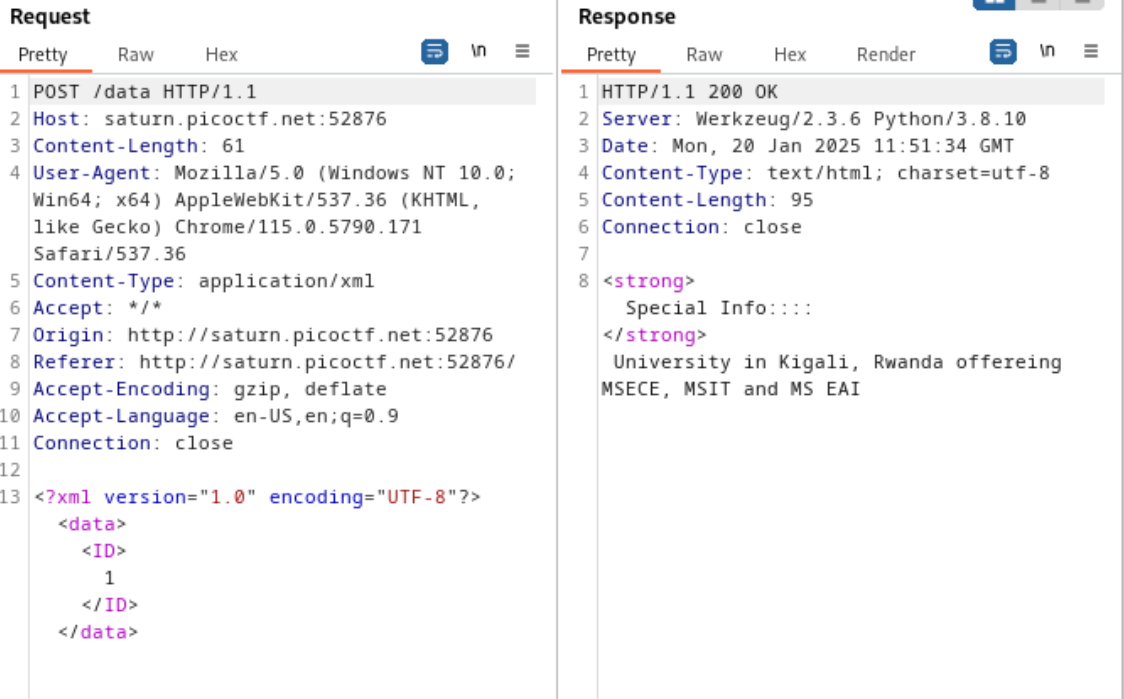 Request
Pretty Raw Hex \n
1 POST /data HTTP/1.1
2 Host: saturn.picoctf.net:52876
3 Content-Length: 61
4 User-Agent: Mozilla/5.0 (Windows NT 10.0;
Win64; x64) AppleWebKit/537.36 (KHTML,
like Gecko) Chrome/115.0.5790.171
Safari/537.36
5 Content-Type: application/xml
6 Accept: */*
7 Origin: http://saturn.picoctf.net:52876
8 Referer: http://saturn.picoctf.net:52876/
9 Accept-Encoding: gzip, deflate
10 Accept-Language: en-US,en;q=0.9
11 Connection: close
12
13 <?xml version="1.0" encoding="UTF-8"?>
<data>
<ID>
1
</ID>
</data>
Response
Pretty Raw Hex Render \n
1 HTTP/1.1 200 OK
2 Server: Werkzeug/2.3.6 Python/3.8.10
3 Date: Mon, 20 Jan 2025 11:51:34 GMT
4 Content-Type: text/html; charset=utf-8
5 Content-Length: 95
6 Connection: close
7
8 <strong>
Special Info::::
</strong>
University in Kigali, Rwanda offereing
MSECE, MSIT and MS EAI